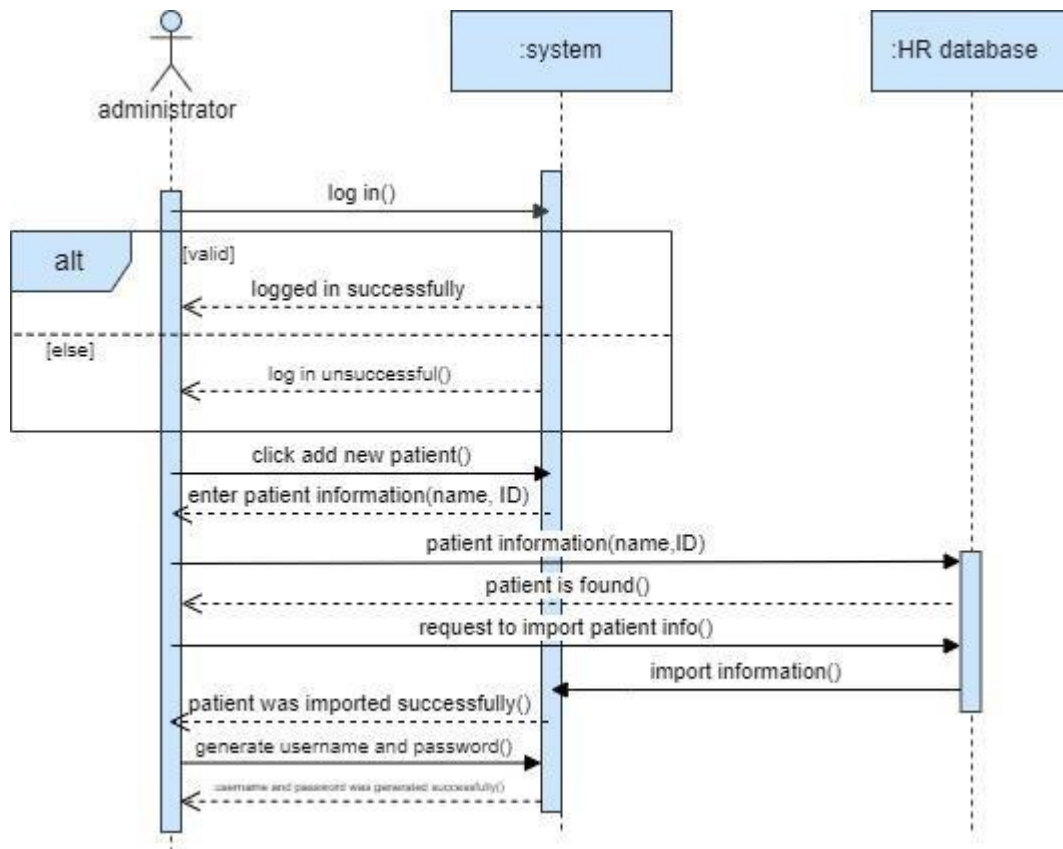 :system
:HR database
administrator
log in()
alt
[valid]
logged in successfully
[else]
log in unsuccessful()
click add new patient()
enter patient information(name, ID)
patient information(name,ID)
patient is found()
request to import patient info()
import information()
patient was imported successfully()
generate username and password()
username and password was generated successfully()